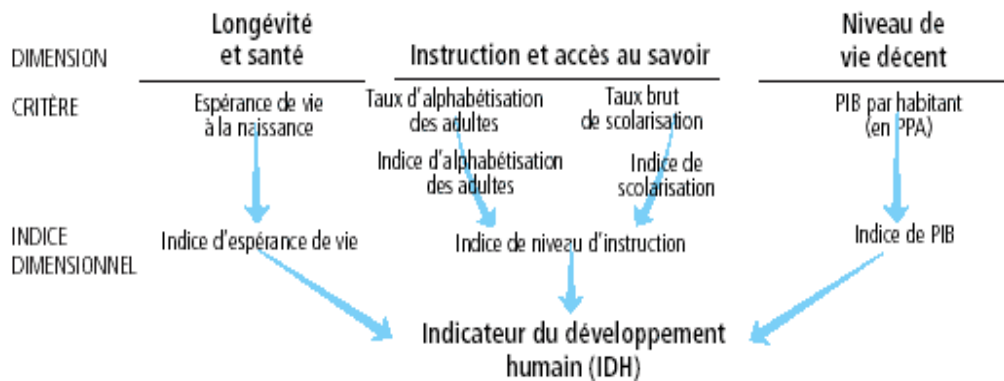 DIMENSION
Longévité
et santé
Instruction et accès au savoir
Niveau de
vie décent
CRITÈRE
Espérance de vie
à la naissance
Taux d'alphabétisation
des adultes
Taux brut
de scolarisation
PIB par habitant
(en PPA)
Indice d'alphabétisation
des adultes
Indice de
scolarisation
INDICE
DIMENSIONNEL
Indice d'espérance de vie
Indice de niveau d'instruction
Indice de PIB
Indicateur du développement
humain (IDH)